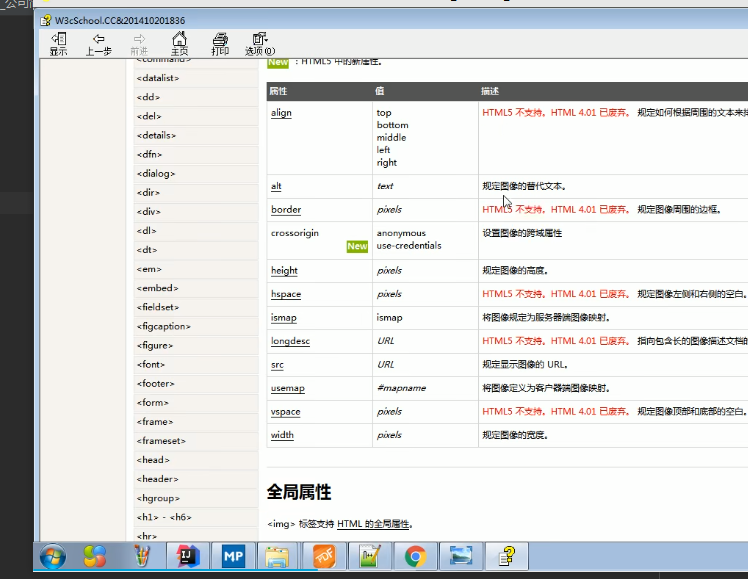 _公司
W3cSchool.CC&201410201836
显示 上一步 前进 主页 打印 选项(O)
<command>
<datalist>
<dd>
<del>
<details>
<dfn>
<dialog>
<dir>
<div>
<dl>
<dt>
<em>
<embed>
<fieldset>
<figcaption>
<figure>
<font>
<footer>
<form>
<frame>
<frameset>
<head>
<header>
<hgroup>
<h1> - <h6>
<hr>
New : HTML5 中的新属性。
属性 值 描述
align top HTML5 不支持。HTML 4.01 已废弃。 规定如何根据周围的文本来
bottom
middle
left
right
alt text 规定图像的替代文本。
border pixels HTML5 不支持。HTML 4.01 已废弃。 规定图像周围的边框。
crossorigin anonymous 设置图像的跨域属性
New use-credentials
height pixels 规定图像的高度。
hspace pixels HTML5 不支持。HTML 4.01 已废弃。 规定图像左侧和右侧的空白。
ismap ismap 将图像规定为服务器端图像映射。
longdesc URL HTML5 不支持。HTML 4.01 已废弃。 指向包含长的图像描述文档的
src URL 规定显示图像的 URL。
usemap #mapname 将图像定义为客户器端图像映射。
vspace pixels HTML5 不支持。HTML 4.01 已废弃。 规定图像顶部和底部的空白。
width pixels 规定图像的宽度。
全局属性
<img> 标签支持 HTML 的全局属性。
IJ
MP
PDF